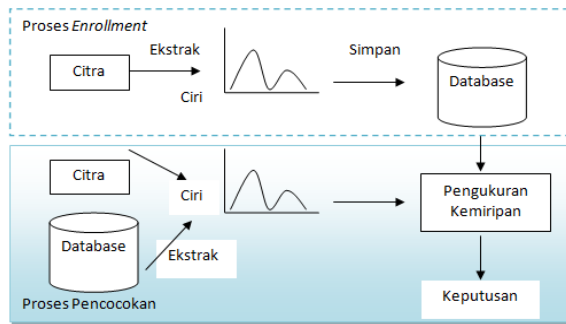 Proses Enrollment
Citra
Ekstrak
Ciri
Simpan
Database
Citra
Ciri
Database
Ekstrak
Proses Pencocokan
Pengukuran
Kemiripan
Keputusan